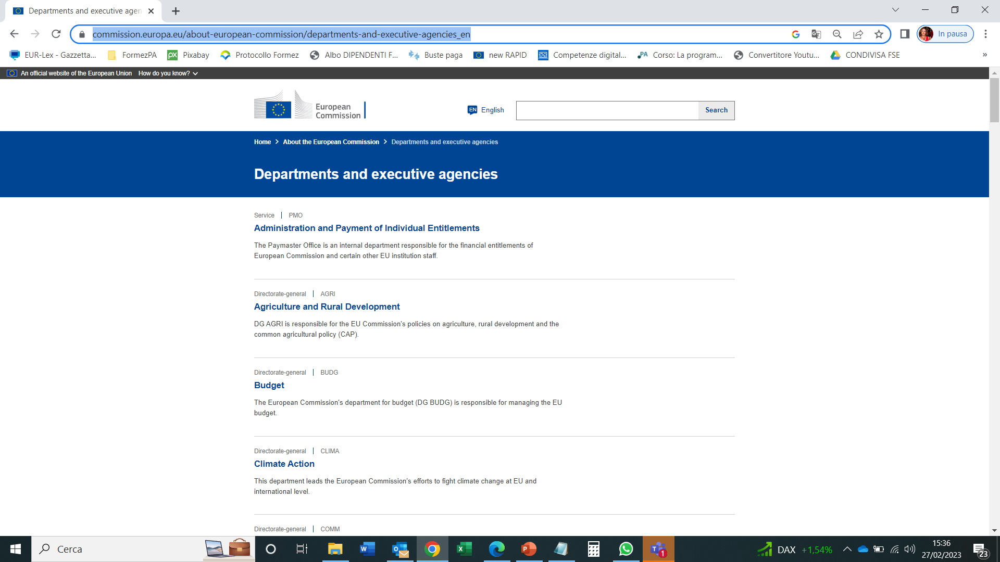 Departments and executive agen
commission.europa.eu/about-european-commission/departments-and-executive-agencies_en
In pausa
EUR-Lex - Gazzetta...
FormezPA
Pixabay
Protocollo Formez
Albo DIPENDENTI F...
Buste paga
new RAPID
Competenze digital...
Corso: La program...
Convertitore Youtu...
CONDIVISA FSE
»
An official website of the European Union How do you know?
European
Commission
EN English
Search
Home > About the European Commission > Departments and executive agencies
Departments and executive agencies
Service | PMO
Administration and Payment of Individual Entitlements
The Paymaster Office is an internal department responsible for the financial entitlements of
European Commission and certain other EU institution staff.
Directorate-general | AGRI
Agriculture and Rural Development
DG AGRI is responsible for the EU Commission's policies on agriculture, rural development and the
common agricultural policy (CAP).
Directorate-general | BUDG
Budget
The European Commission's department for budget (DG BUDG) is responsible for managing the EU
budget.
Directorate-general | CLIMA
Climate Action
This department leads the European Commission's efforts to fight climate change at EU and
international level.
Directorate-general | COMM
Cerca
DAX +1,54%
15:36
27/02/2023
23
1